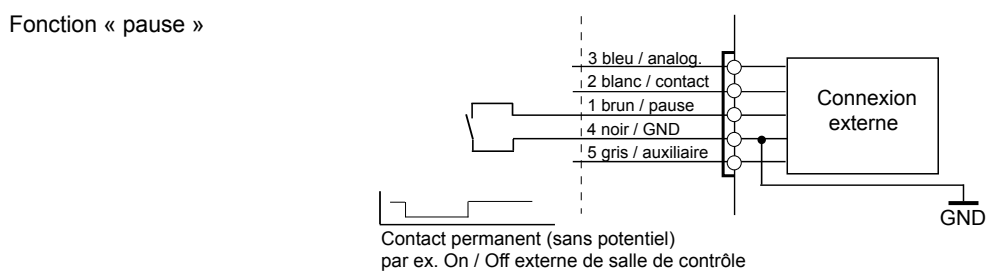 Fonction « pause »
3 bleu / analog.
2 blanc / contact
1 brun / pause
4 noir / GND
5 gris / auxiliaire
Connexion
externe
GND
Contact permanent (sans potentiel)
par ex. On / Off externe de salle de contrôle